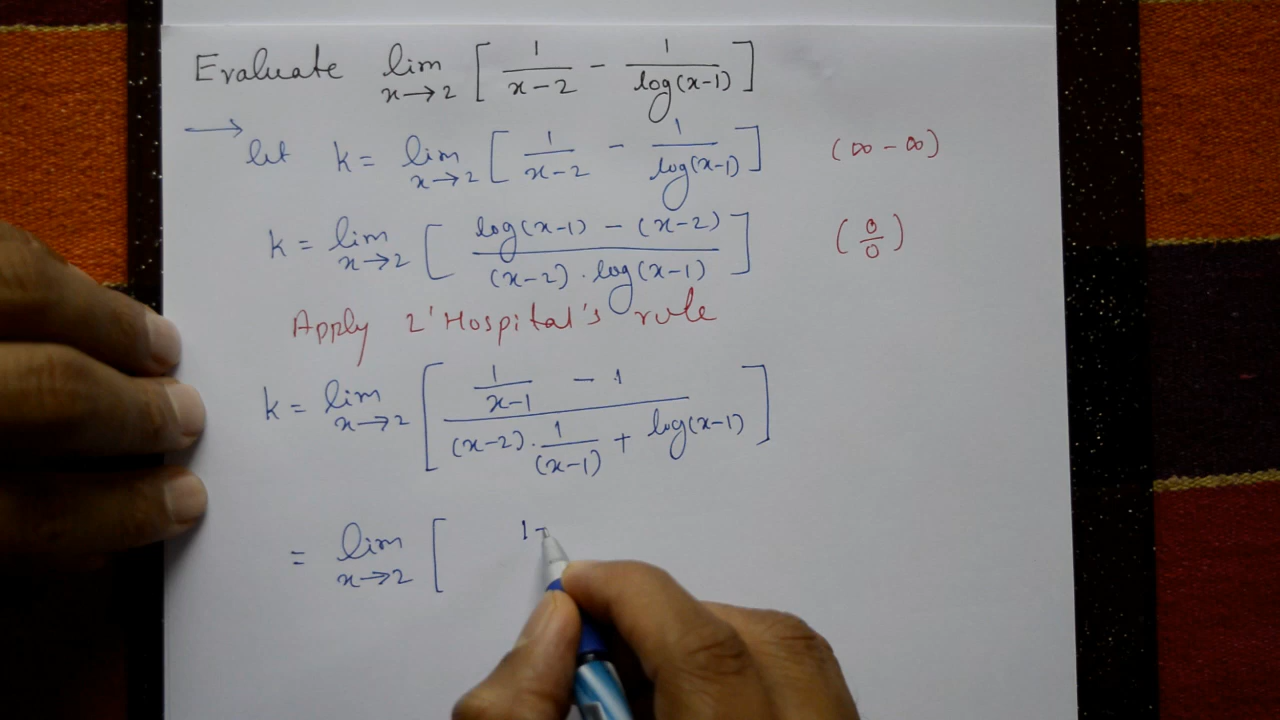 Evaluate lim x→2 [ 1/(x-2) - 1/log(x-1) ]
→ let k = lim x→2 [ 1/(x-2) - 1/log(x-1) ] (∞ - ∞)
k = lim x→2 [ (log(x-1) - (x-2))/((x-2) · log(x-1)) ] (0/0)
Apply L'Hospital's rule
k = lim x→2 [ (1/(x-1) - 1)/((x-2) · 1/(x-1) + log(x-1)) ]
= lim x→2 [ 1-